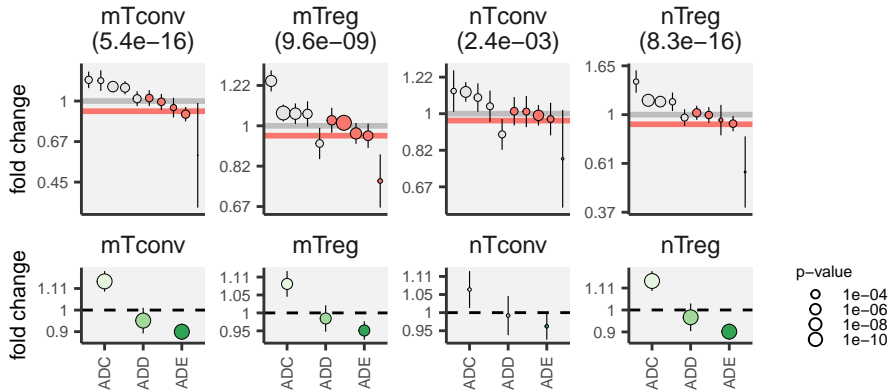 mTconv
(5.4e−16)
mTreg
(9.6e−09)
nTconv
(2.4e−03)
nTreg
(8.3e−16)
fold change
1
0.67
0.45
1.22
1
0.82
0.67
1.22
1
0.82
0.67
1.65
1
0.61
0.37
mTconv
mTreg
nTconv
nTreg
fold change
1.11
1
0.9
1.11
1.05
1
0.95
1.11
1.05
1
0.95
1.11
1
0.9
ADC
ADD
ADE
ADC
ADD
ADE
ADC
ADD
ADE
ADC
ADD
ADE
p−value
1e−04
1e−06
1e−08
1e−10